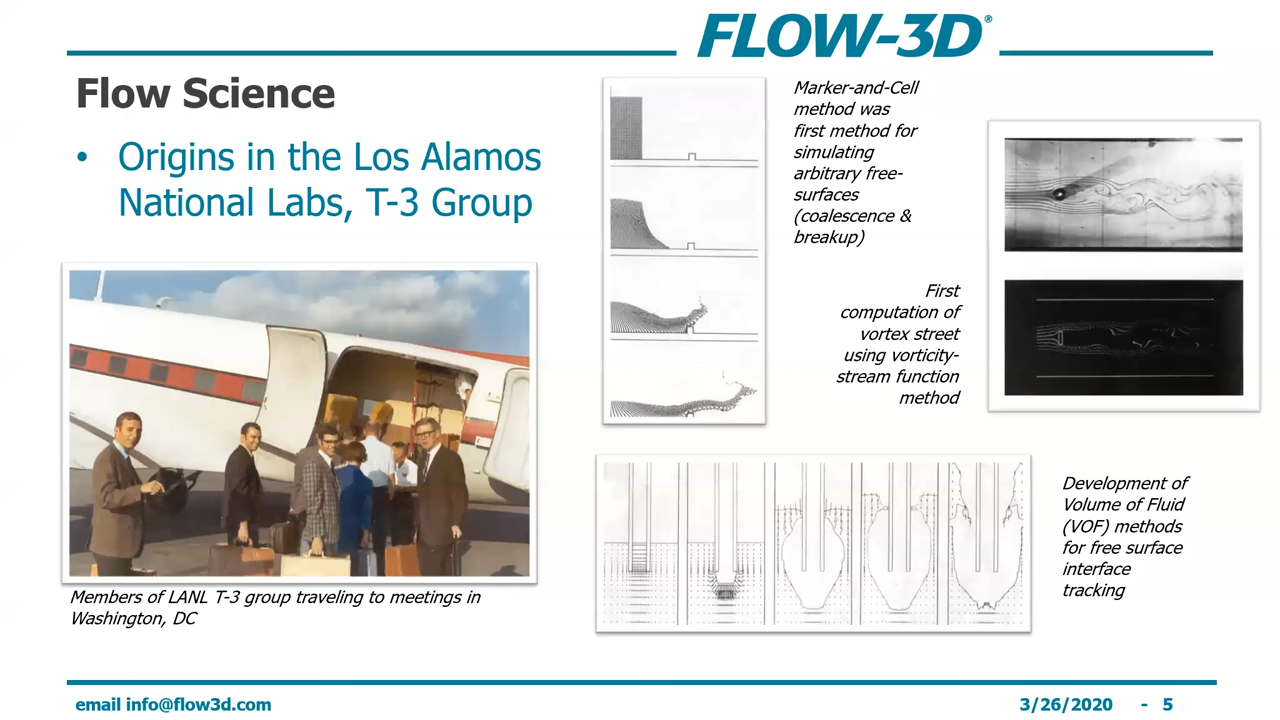 FLOW-3D®
Flow Science
• Origins in the Los Alamos
National Labs, T-3 Group
Members of LANL T-3 group traveling to meetings in
Washington, DC
Marker-and-Cell
method was
first method for
simulating
arbitrary free-
surfaces
(coalescence &
breakup)
First
computation of
vortex street
using vorticity-
stream function
method
Development of
Volume of Fluid
(VOF) methods
for free surface
interface
tracking
email info@flow3d.com
3/26/2020 - 5